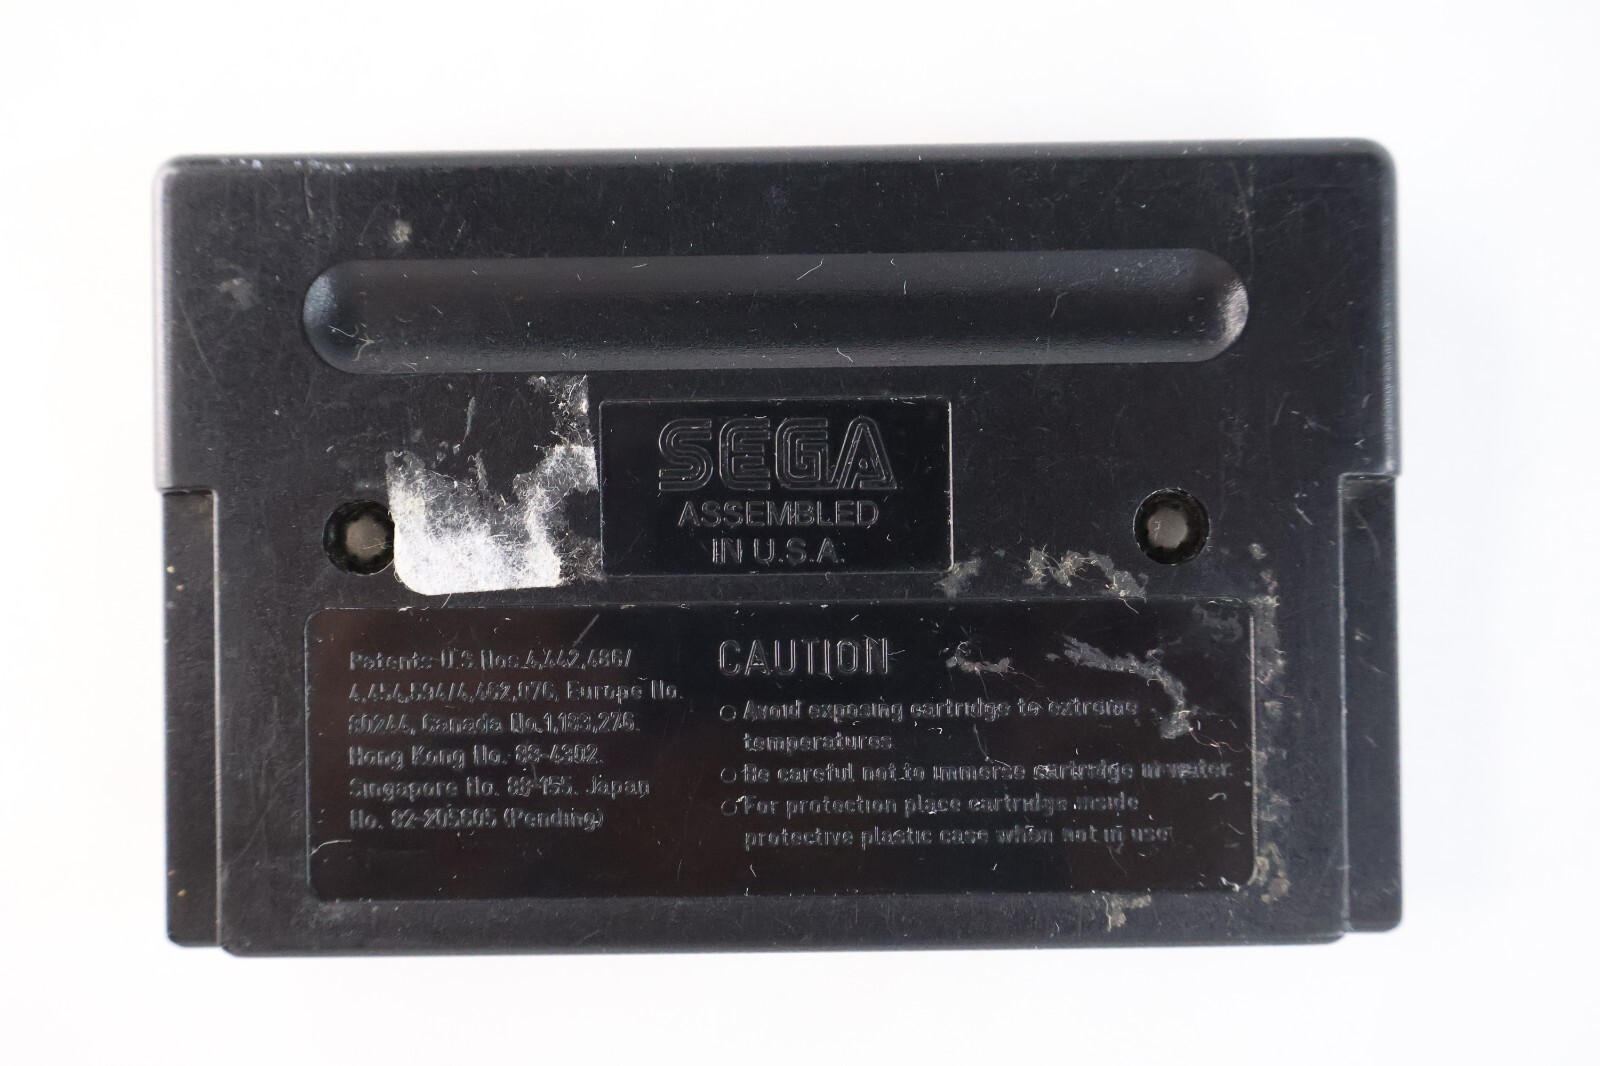 SEGA
ASSEMBLED
IN U.S.A.
Patents U.S. Nos. 4,442,486/
4,454,594/4,462,076, Europe No.
80244, Canada No. 1,183,276.
Hong Kong No. 88-4302.
Singapore No. 88-155. Japan
No. 82-205605 (Pending)
CAUTION
○ Avoid exposing cartridge to extreme
temperatures.
○ Be careful not to immerse cartridge in water.
○ For protection place cartridge inside
protective plastic case when not in use.